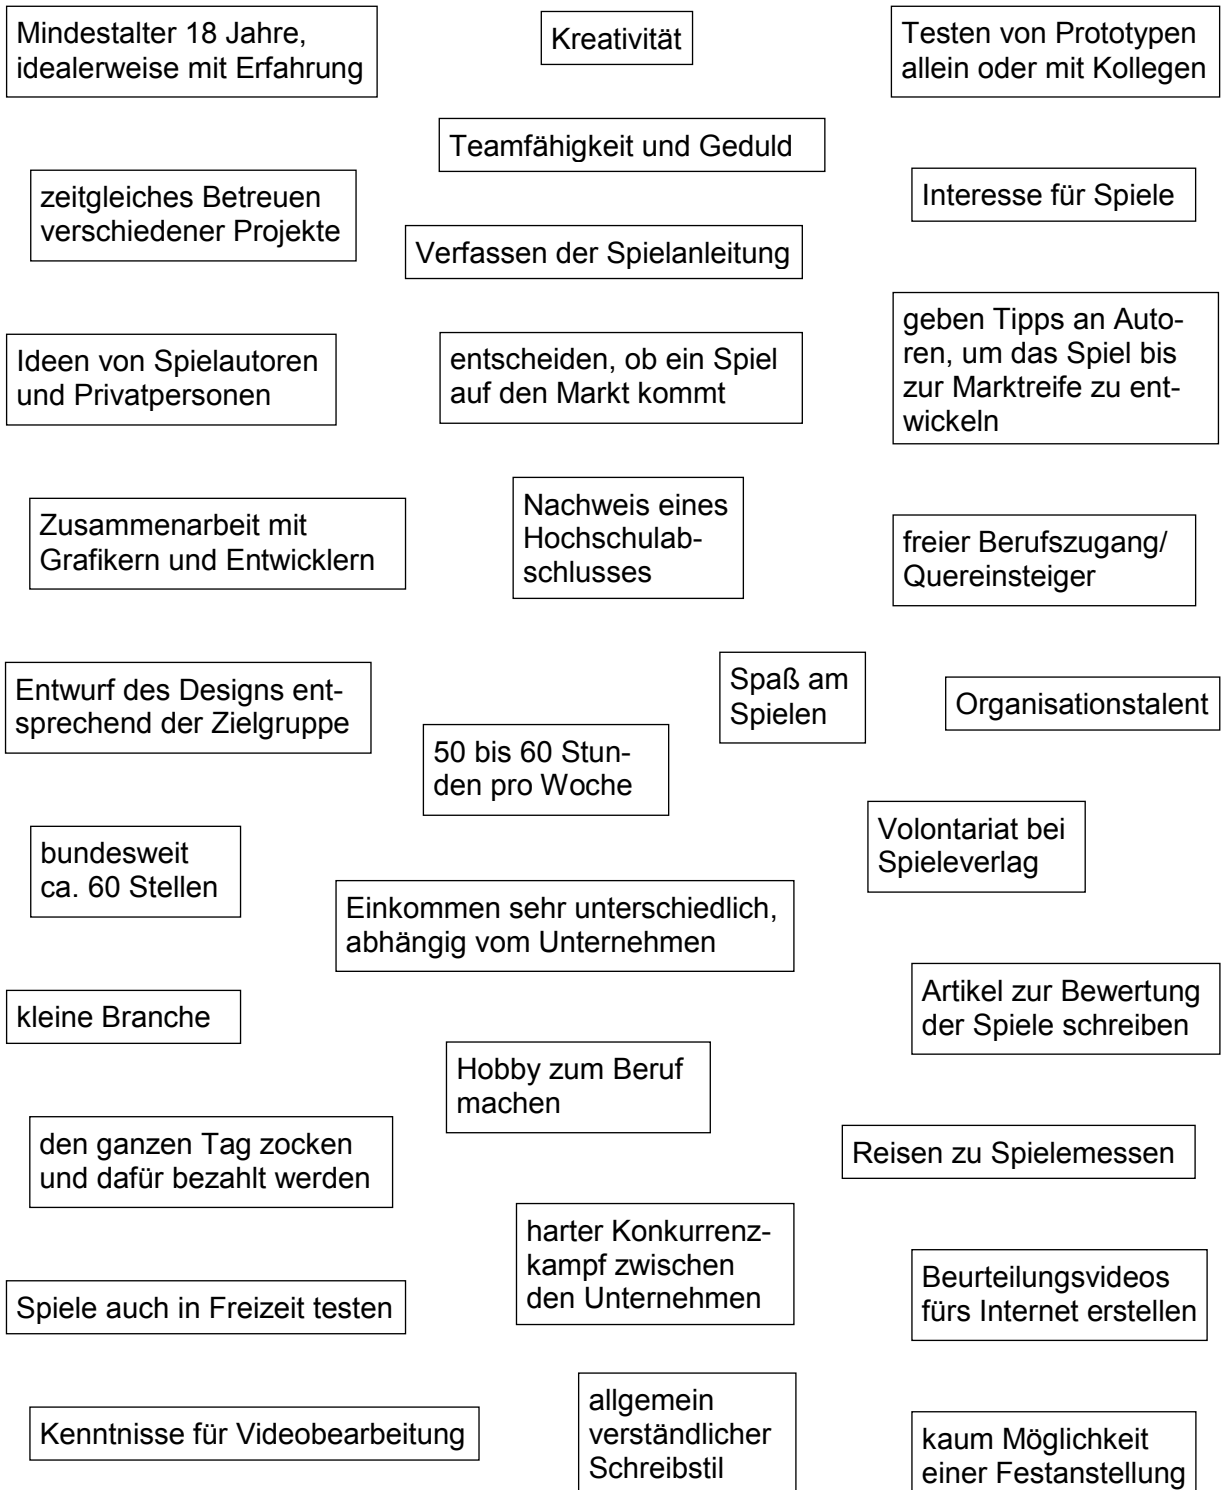 Mindestalter 18 Jahre,
idealerweise mit Erfahrung
Kreativität
Testen von Prototypen
allein oder mit Kollegen
Teamfähigkeit und Geduld
zeitgleiches Betreuen
verschiedener Projekte
Interesse für Spiele
Verfassen der Spielanleitung
Ideen von Spielautoren
und Privatpersonen
entscheiden, ob ein Spiel
auf den Markt kommt
geben Tipps an Auto-
ren, um das Spiel bis
zur Marktreife zu ent-
wickeln
Zusammenarbeit mit
Grafikern und Entwicklern
Nachweis eines
Hochschulab-
schlusses
freier Berufszugang/
Quereinsteiger
Entwurf des Designs ent-
sprechend der Zielgruppe
Spaß am
Spielen
Organisationstalent
50 bis 60 Stun-
den pro Woche
bundesweit
ca. 60 Stellen
Volontariat bei
Spieleverlag
Einkommen sehr unterschiedlich,
abhängig vom Unternehmen
kleine Branche
Artikel zur Bewertung
der Spiele schreiben
Hobby zum Beruf
machen
den ganzen Tag zocken
und dafür bezahlt werden
Reisen zu Spielemessen
harter Konkurrenz-
kampf zwischen
den Unternehmen
Spiele auch in Freizeit testen
Beurteilungsvideos
fürs Internet erstellen
Kenntnisse für Videobearbeitung
allgemein
verständlicher
Schreibstil
kaum Möglichkeit
einer Festanstellung